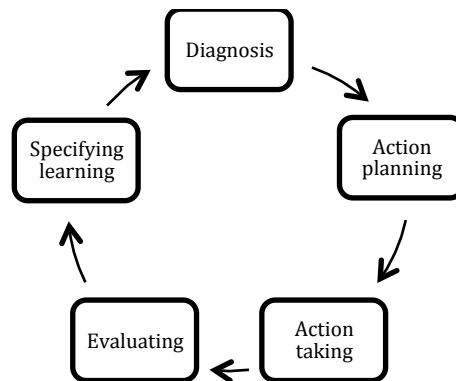 Diagnosis
Action
planning
Action
taking
Evaluating
Specifying
learning